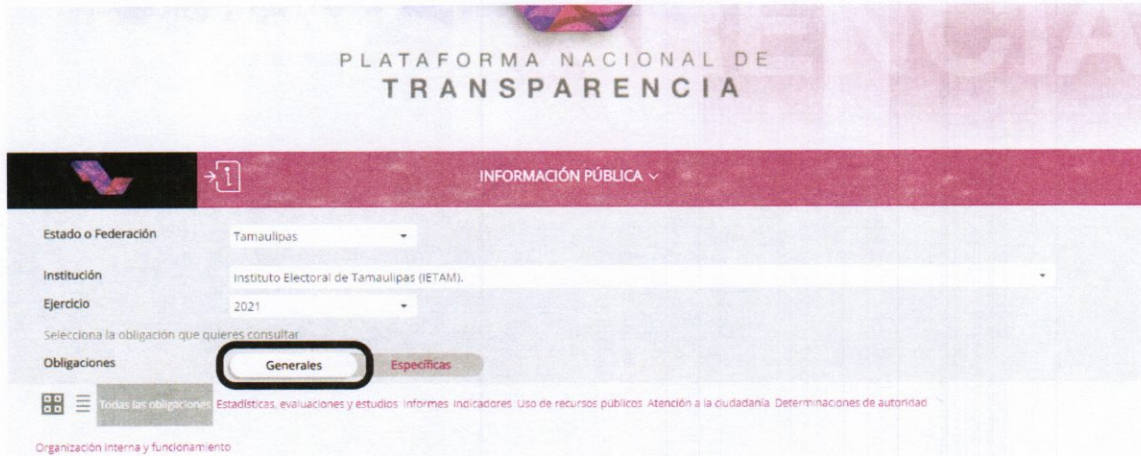 PLATAFORMA NACIONAL DE
TRANSPARENCIA
INFORMACIÓN PÚBLICA
Estado o Federación Tamaulipas
Institución Instituto Electoral de Tamaulipas (IETAM).
Ejercicio 2021
Selecciona la obligación que quieres consultar
Obligaciones Generales Específicas
Todas las obligaciones Estadísticas, evaluaciones y estudios Informes Indicadores Uso de recursos públicos Atención a la ciudadanía Determinaciones de autoridad
Organización interna y funcionamiento